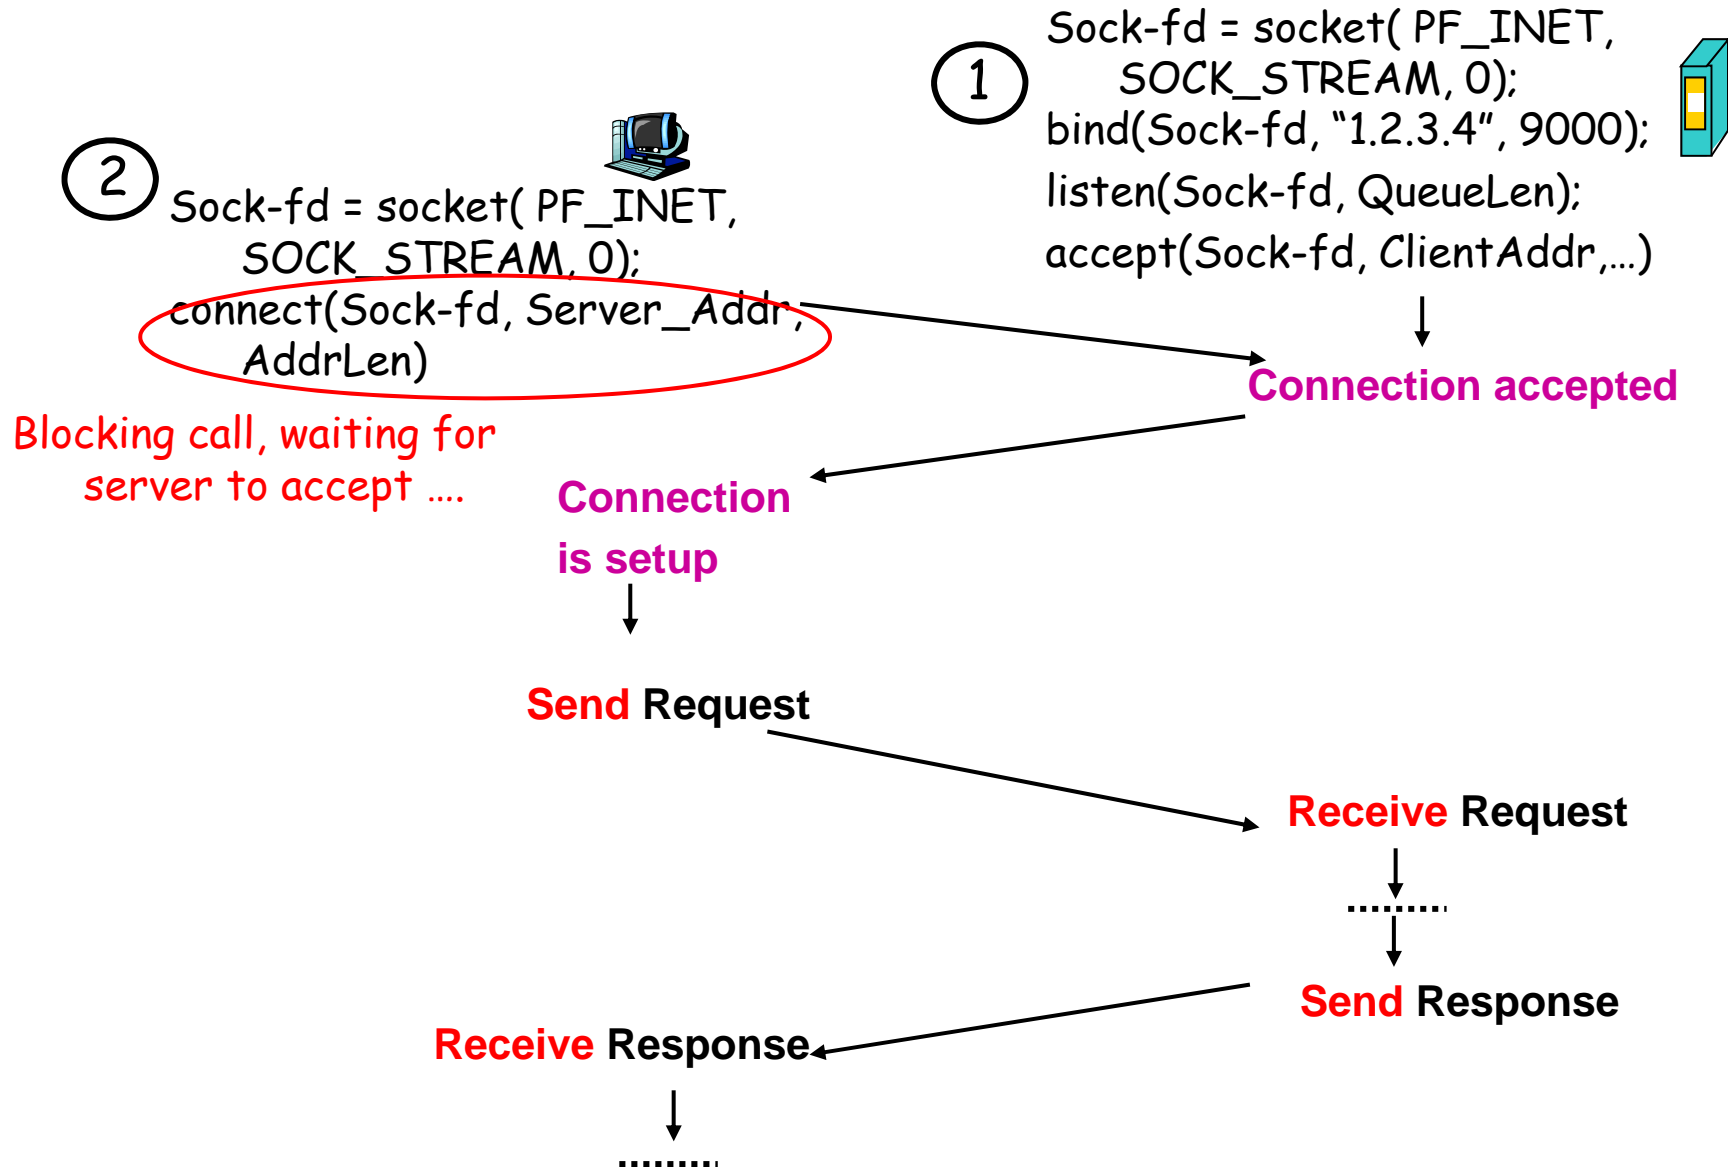 1
Sock-fd = socket( PF_INET,
SOCK_STREAM, 0);
bind(Sock-fd, “1.2.3.4”, 9000);
listen(Sock-fd, QueueLen);
accept(Sock-fd, ClientAddr,...)
2
Sock-fd = socket( PF_INET,
SOCK_STREAM, 0);
connect(Sock-fd, Server_Addr,
AddrLen)
Blocking call, waiting for
server to accept ....
Connection accepted
Connection
is setup
Send Request
Receive Request
.........
Send Response
Receive Response
.........